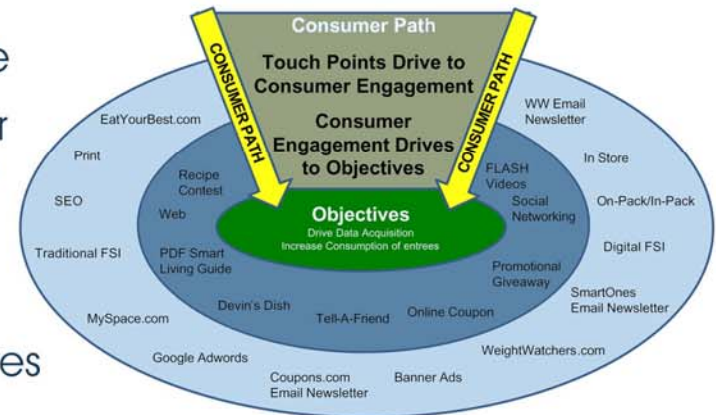 e
r
es
Consumer Path
Touch Points Drive to
Consumer Engagement
Consumer
Engagement Drives
to Objectives
CONSUMER PATH
CONSUMER PATH
Objectives
Drive Data Acquisition
Increase Consumption of entrees
Recipe
Contest
Web
PDF Smart
Living Guide
Devin's Dish
Tell-A-Friend
Online Coupon
Promotional
Giveaway
Social
Networking
FLASH
Videos
EatYourBest.com
Print
SEO
Traditional FSI
MySpace.com
Google Adwords
Coupons.com
Email Newsletter
Banner Ads
WeightWatchers.com
SmartOnes
Email Newsletter
Digital FSI
On-Pack/In-Pack
In Store
WW Email
Newsletter